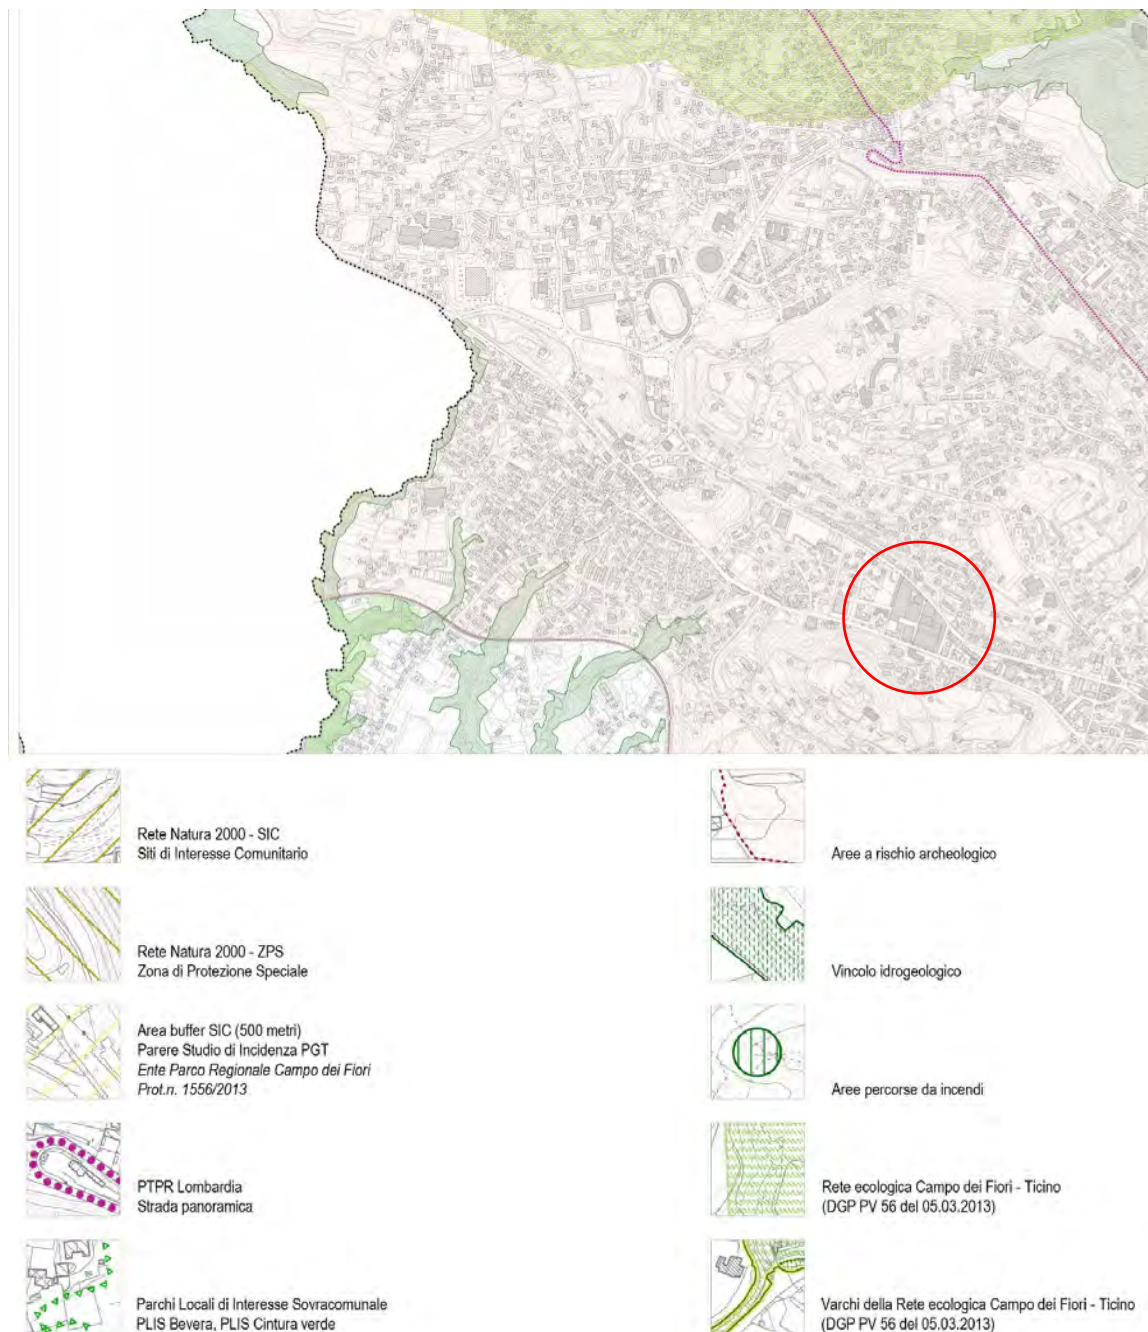 Rete Natura 2000 - SIC
Siti di Interesse Comunitario
Rete Natura 2000 - ZPS
Zona di Protezione Speciale
Area buffer SIC (500 metri)
Parere Studio di Incidenza PGT
Ente Parco Regionale Campo dei Fiori
Prot.n. 1556/2013
PTPR Lombardia
Strada panoramica
Parchi Locali di Interesse Sovracomunale
PLIS Bevera, PLIS Cintura verde
Aree a rischio archeologico
Vincolo idrogeologico
Aree percorse da incendi
Rete ecologica Campo dei Fiori - Ticino
(DGP PV 56 del 05.03.2013)
Varchi della Rete ecologica Campo dei Fiori - Ticino
(DGP PV 56 del 05.03.2013)